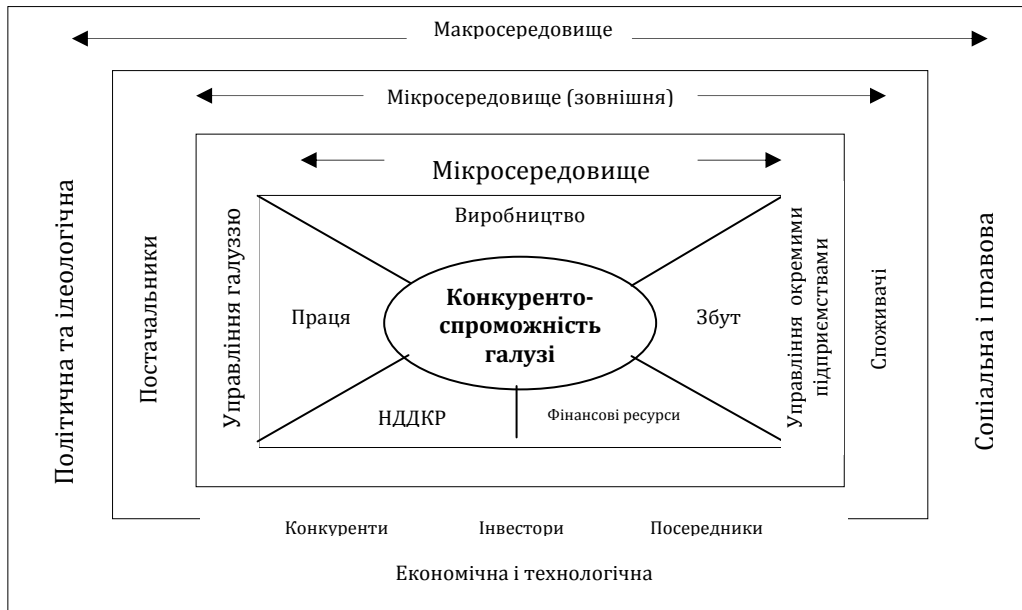 Макросередовище
Мікросередовище (зовнішня)
Мікросередовище
Політична та ідеологічна
Постачальники
Управління галуззю
Виробництво
Праця
Конкуренто-
спроможність
галузі
Збут
Управління окремими
підприємствами
Споживачі
Соціальна і правова
НДДКР
Фінансові ресурси
Конкуренти
Інвестори
Посередники
Економічна і технологічна